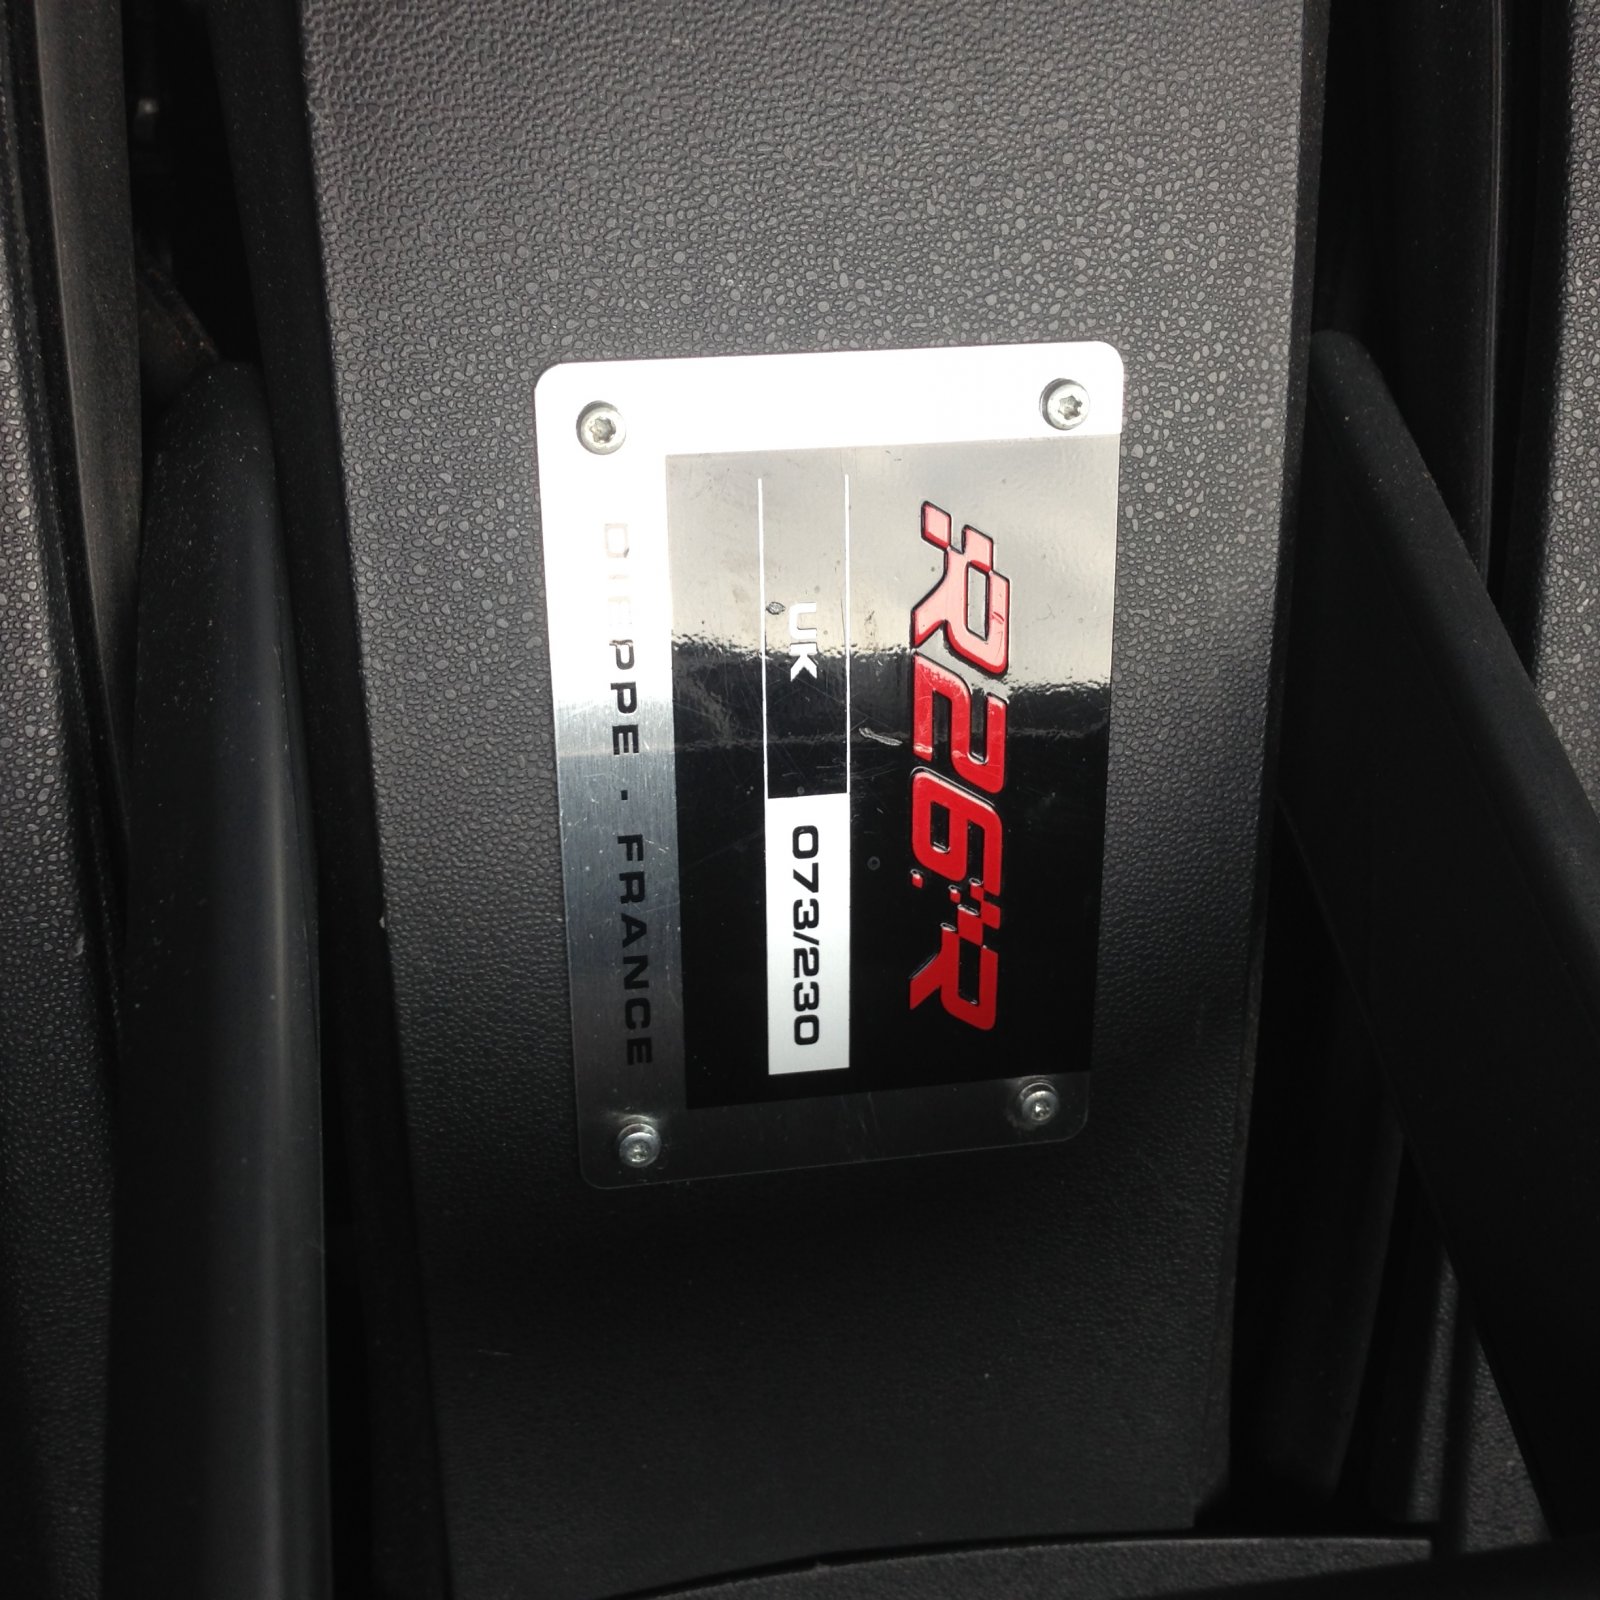 R26.R
UK 073/230
DIEPPE · FRANCE